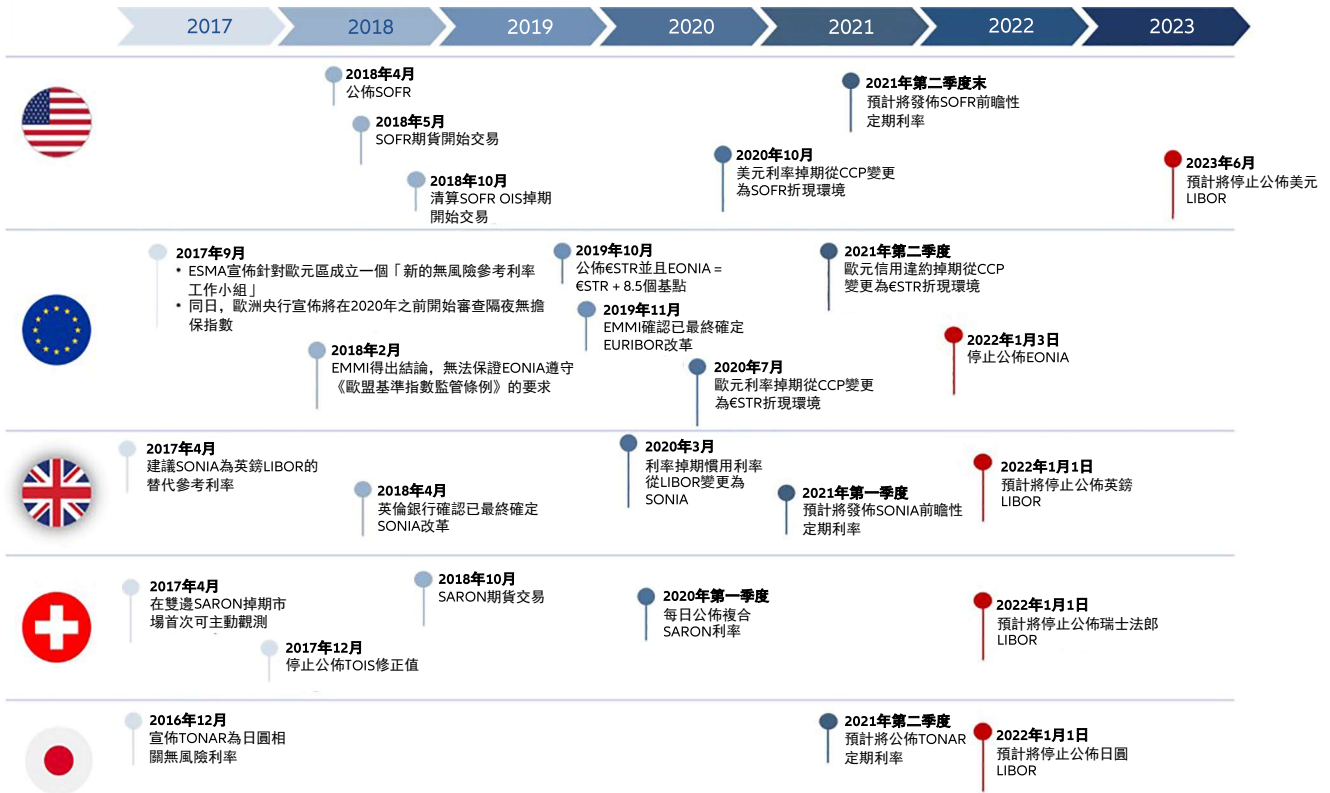 2017
2018
2019
2020
2021
2022
2023
2018年4月
公佈SOFR
2018年5月
SOFR期貨開始交易
2018年10月
清算SOFR OIS掉期
開始交易
2020年10月
美元利率掉期從CCP變更
為SOFR折現環境
2021年第二季度末
預計將發佈SOFR前瞻性
定期利率
2023年6月
預計將停止公佈美元
LIBOR
2017年9月
• ESMA宣佈針對歐元區成立一個「新的無風險參考利率
工作小組」
• 同日，歐洲央行宣佈將在2020年之前開始審查隔夜無擔
保指數
2018年2月
EMMI得出結論，無法保證EONIA遵守
《歐盟基準指數監管條例》的要求
2019年10月
公佈€STR並且EONIA =
€STR + 8.5個基點
2019年11月
EMMI確認已最終確定
EURIBOR改革
2020年7月
歐元利率掉期從CCP變更
為€STR折現環境
2021年第二季度
歐元信用違約掉期從CCP
變更為€STR折現環境
2022年1月3日
停止公佈EONIA
2017年4月
建議SONIA為英鎊LIBOR的
替代參考利率
2018年4月
英倫銀行確認已最終確定
SONIA改革
2020年3月
利率掉期慣用利率
從LIBOR變更為
SONIA
2021年第一季度
預計將發佈SONIA前瞻性
定期利率
2022年1月1日
預計將停止公佈英鎊
LIBOR
2017年4月
在雙邊SARON掉期市
場首次可主動觀測
2017年12月
停止公佈TOIS修正值
2018年10月
SARON期貨交易
2020年第一季度
每日公佈複合
SARON利率
2022年1月1日
預計將停止公佈瑞士法郎
LIBOR
2016年12月
宣佈TONAR為日圓相
關無風險利率
2021年第二季度
預計將公佈TONAR
定期利率
2022年1月1日
預計將停止公佈日圓
LIBOR